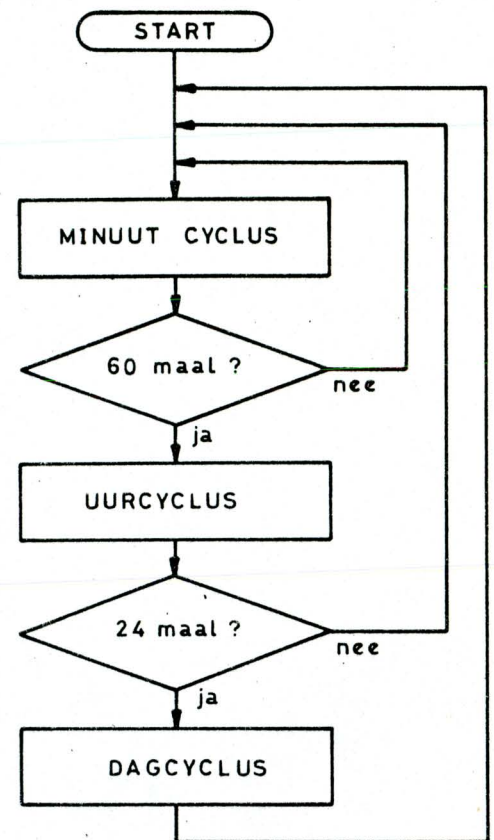 START
MINUUT CYCLUS
60 maal ?
nee
ja
UURCYCLUS
24 maal ?
nee
ja
DAGCYCLUS